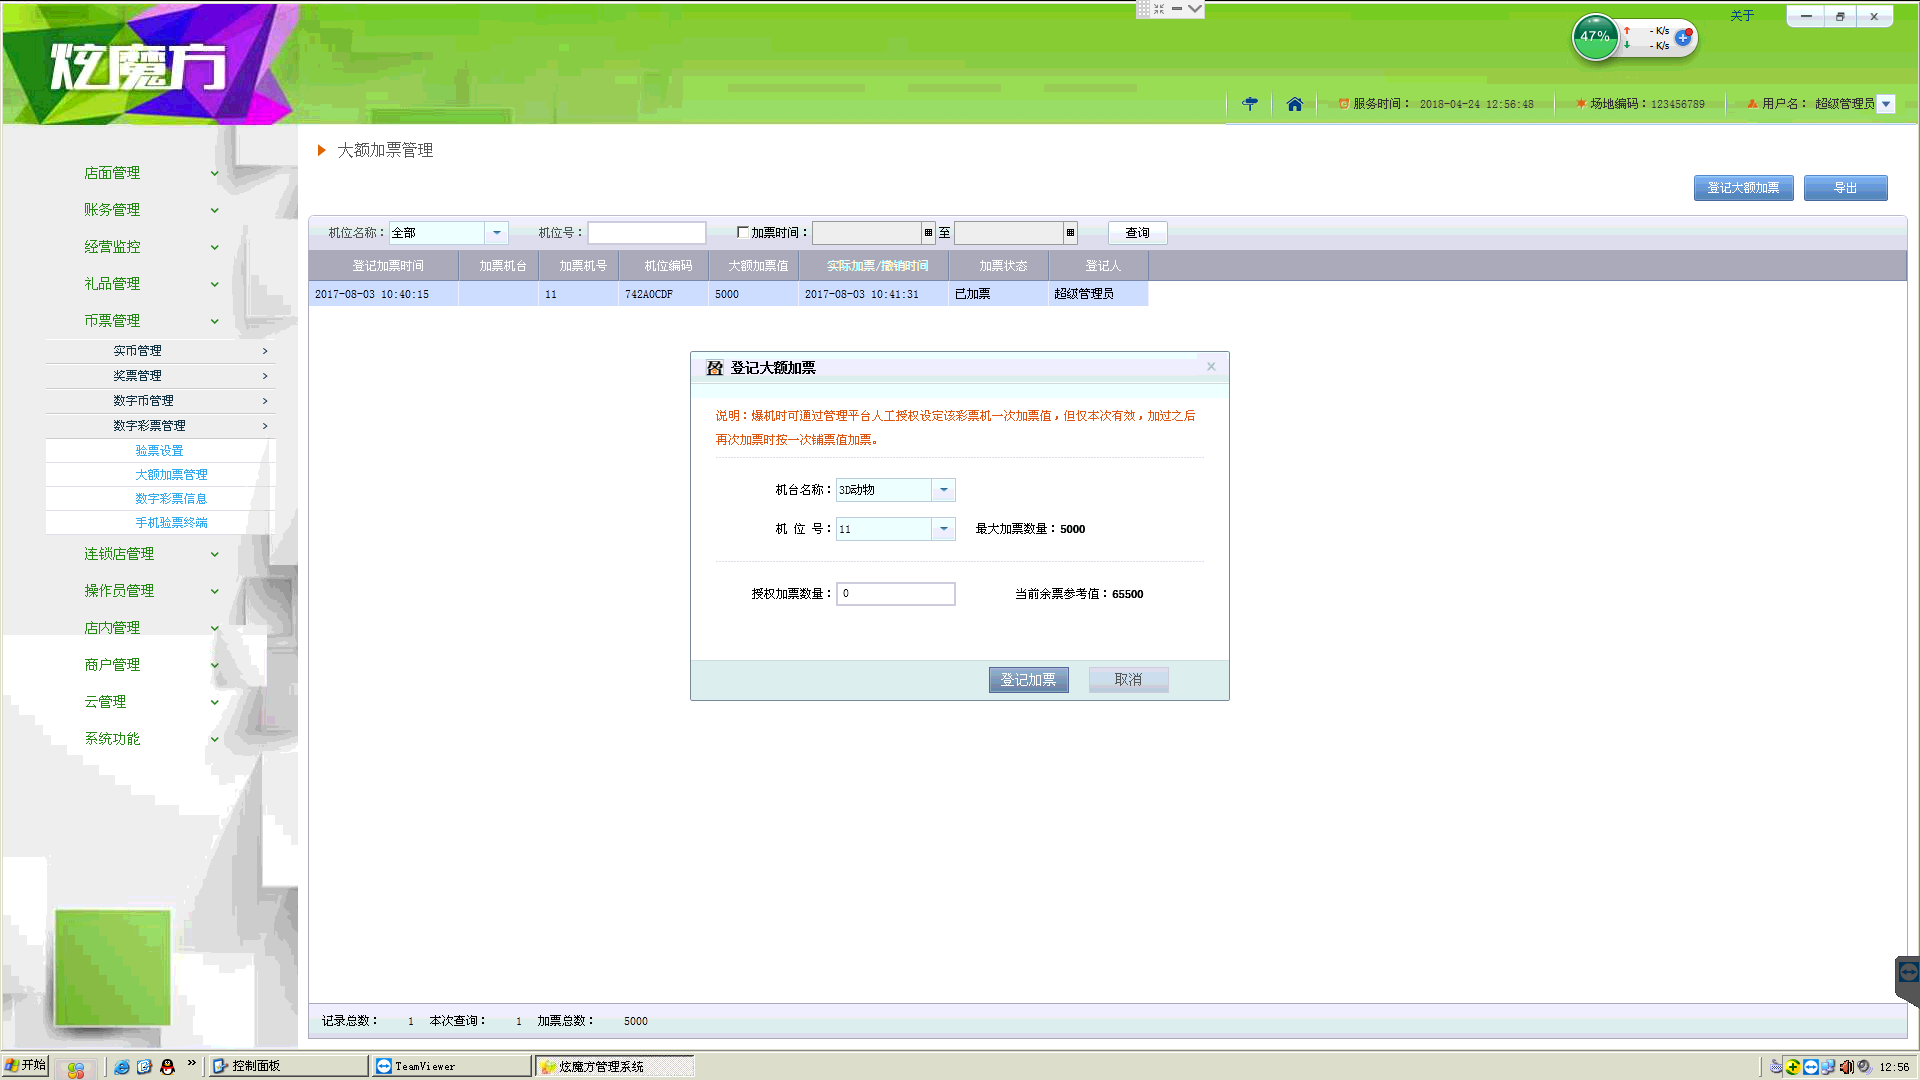 关于
47%
- K/s
- K/s
炫魔方
服务时间： 2018-04-24 12:56:48
场地编码：123456789
用户名： 超级管理员
大额加票管理
登记大额加票 导出
店面管理
账务管理
经营监控
礼品管理
币票管理
实币管理
奖票管理
数字币管理
数字彩票管理
验票设置
大额加票管理
数字彩票信息
手机验票终端
连锁店管理
操作员管理
店内管理
商户管理
云管理
系统功能
机位名称： 全部 机位号： 加票时间： 至 查询
登记加票时间 加票机台 加票机号 机位编码 大额加票值 实际加票/撤销时间 加票状态 登记人
2017-08-03 10:40:15 11 742A0CDF 5000 2017-08-03 10:41:31 已加票 超级管理员
登记大额加票
说明：爆机时可通过管理平台人工授权设定该彩票机一次加票值，但仅本次有效，加过之后
再次加票时按一次铺票值加票。
机台名称： 3D动物
机 位 号： 11 最大加票数量：5000
授权加票数量： 0 当前余票参考值：65500
登记加票 取消
记录总数： 1 本次查询： 1 加票总数： 5000
开始 控制面板 TeamViewer 炫魔方管理系统 12:56